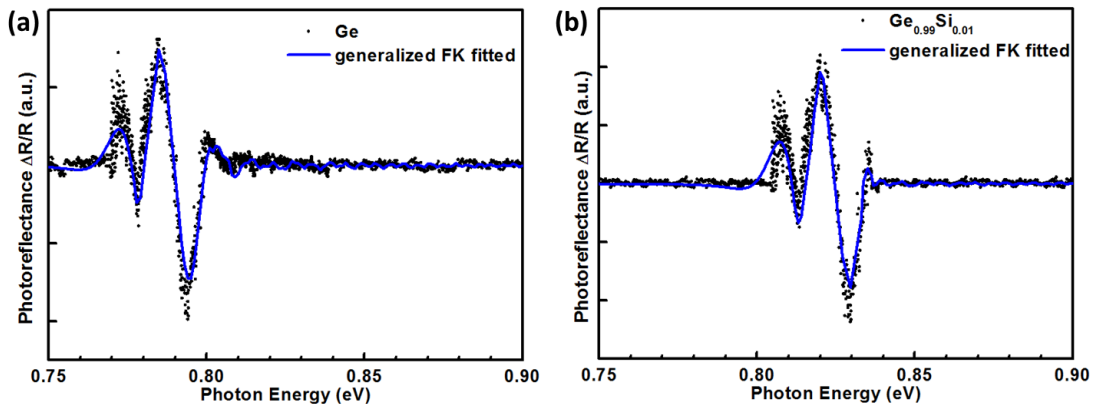 (a)
Ge
generalized FK fitted
Photoreflectance ΔR/R (a.u.)
0.75 0.80 0.85 0.90
Photon Energy (eV)
(b)
Ge0.99Si0.01
generalized FK fitted
Photoreflectance ΔR/R (a.u.)
0.75 0.80 0.85 0.90
Photon Energy (eV)